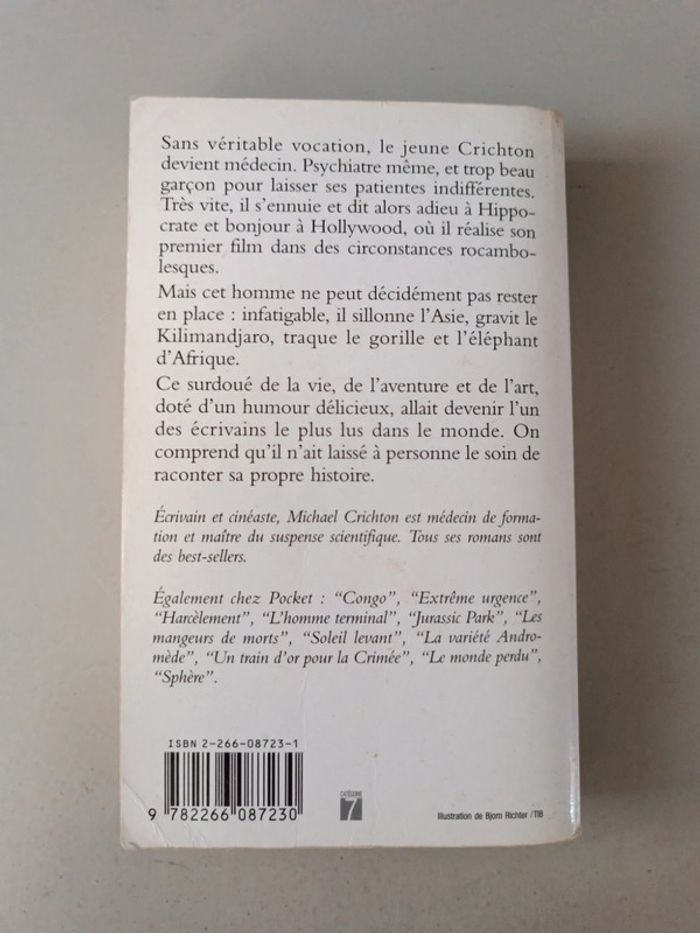 Sans véritable vocation, le jeune Crichton
devient médecin. Psychiatre même, et trop beau
garçon pour laisser ses patientes indifférentes.
Très vite, il s'ennuie et dit alors adieu à Hippo-
crate et bonjour à Hollywood, où il réalise son
premier film dans des circonstances rocambo-
lesques.
Mais cet homme ne peut décidément pas rester
en place : infatigable, il sillonne l'Asie, gravit le
Kilimandjaro, traque le gorille et l'éléphant
d'Afrique.
Ce surdoué de la vie, de l'aventure et de l'art,
doté d'un humour délicieux, allait devenir l'un
des écrivains le plus lus dans le monde. On
comprend qu'il n'ait laissé à personne le soin de
raconter sa propre histoire.
Écrivain et cinéaste, Michael Crichton est médecin de forma-
tion et maître du suspense scientifique. Tous ses romans sont
des best-sellers.
Également chez Pocket : “Congo”, “Extrême urgence”,
“Harcèlement”, “L'homme terminal”, “Jurassic Park”, “Les
mangeurs de morts”, “Soleil levant”, “La variété Andro-
mède”, “Un train d'or pour la Crimée”, “Le monde perdu”,
“Sphère”.
ISBN 2-266-08723-1
9 782266 087230
CATÉGORIE
7
Illustration de Bjorn Richter / TIB